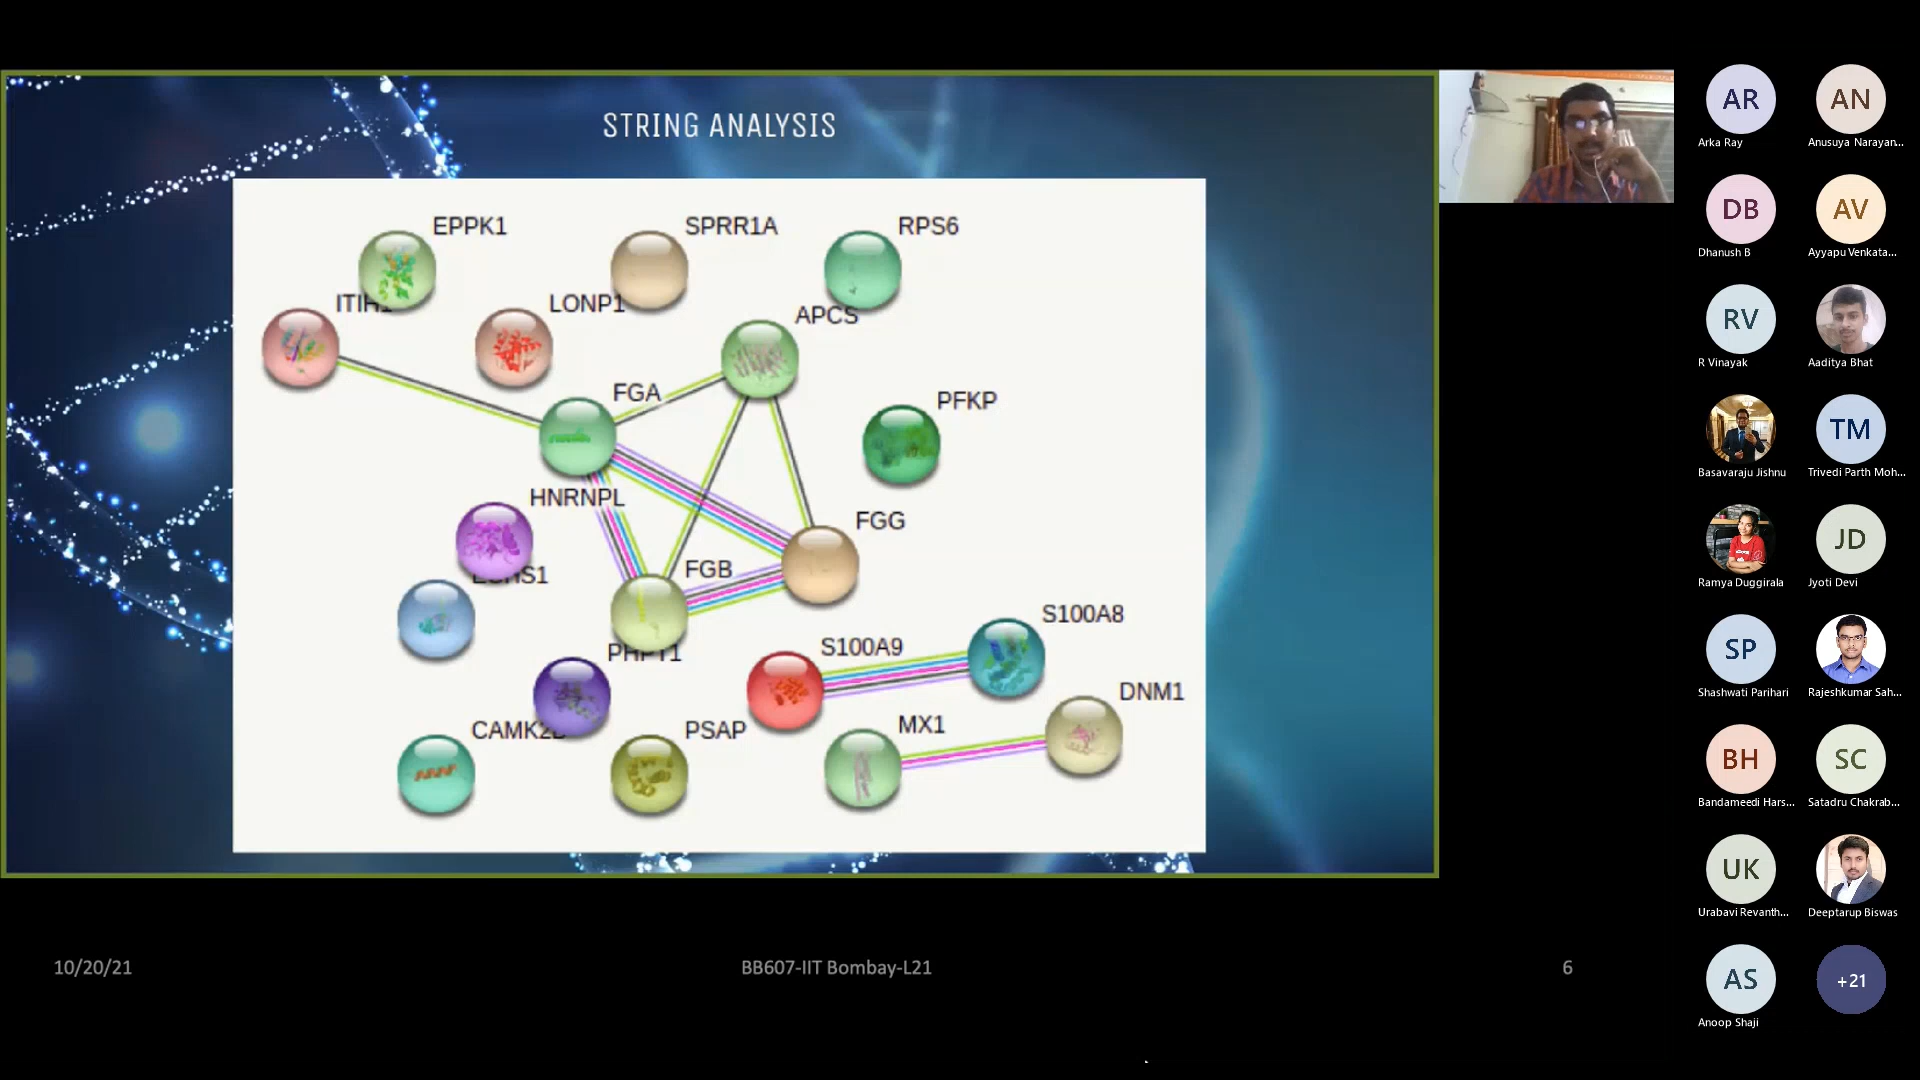 STRING ANALYSIS
EPPK1
SPRR1A
RPS6
LONP1
APCS
FGA
PFKP
HNRNPL
FGG
FGB
S100A8
S100A9
DNM1
MX1
PSAP
10/20/21
BB607-IIT Bombay-L21
6
AR
Arka Ray
AN
Anusuya Narayan...
DB
Dhanush B
AV
Ayyapu Venkata...
RV
R Vinayak
Aaditya Bhat
Basavaraju Jishnu
TM
Trivedi Parth Moh...
Ramya Duggirala
JD
Jyoti Devi
SP
Shashwati Parihari
Rajeshkumar Sah...
BH
Bandameedi Hars...
SC
Satadru Chakrab...
UK
Urabavi Revanth...
Deeptarup Biswas
AS
Anoop Shaji
+21